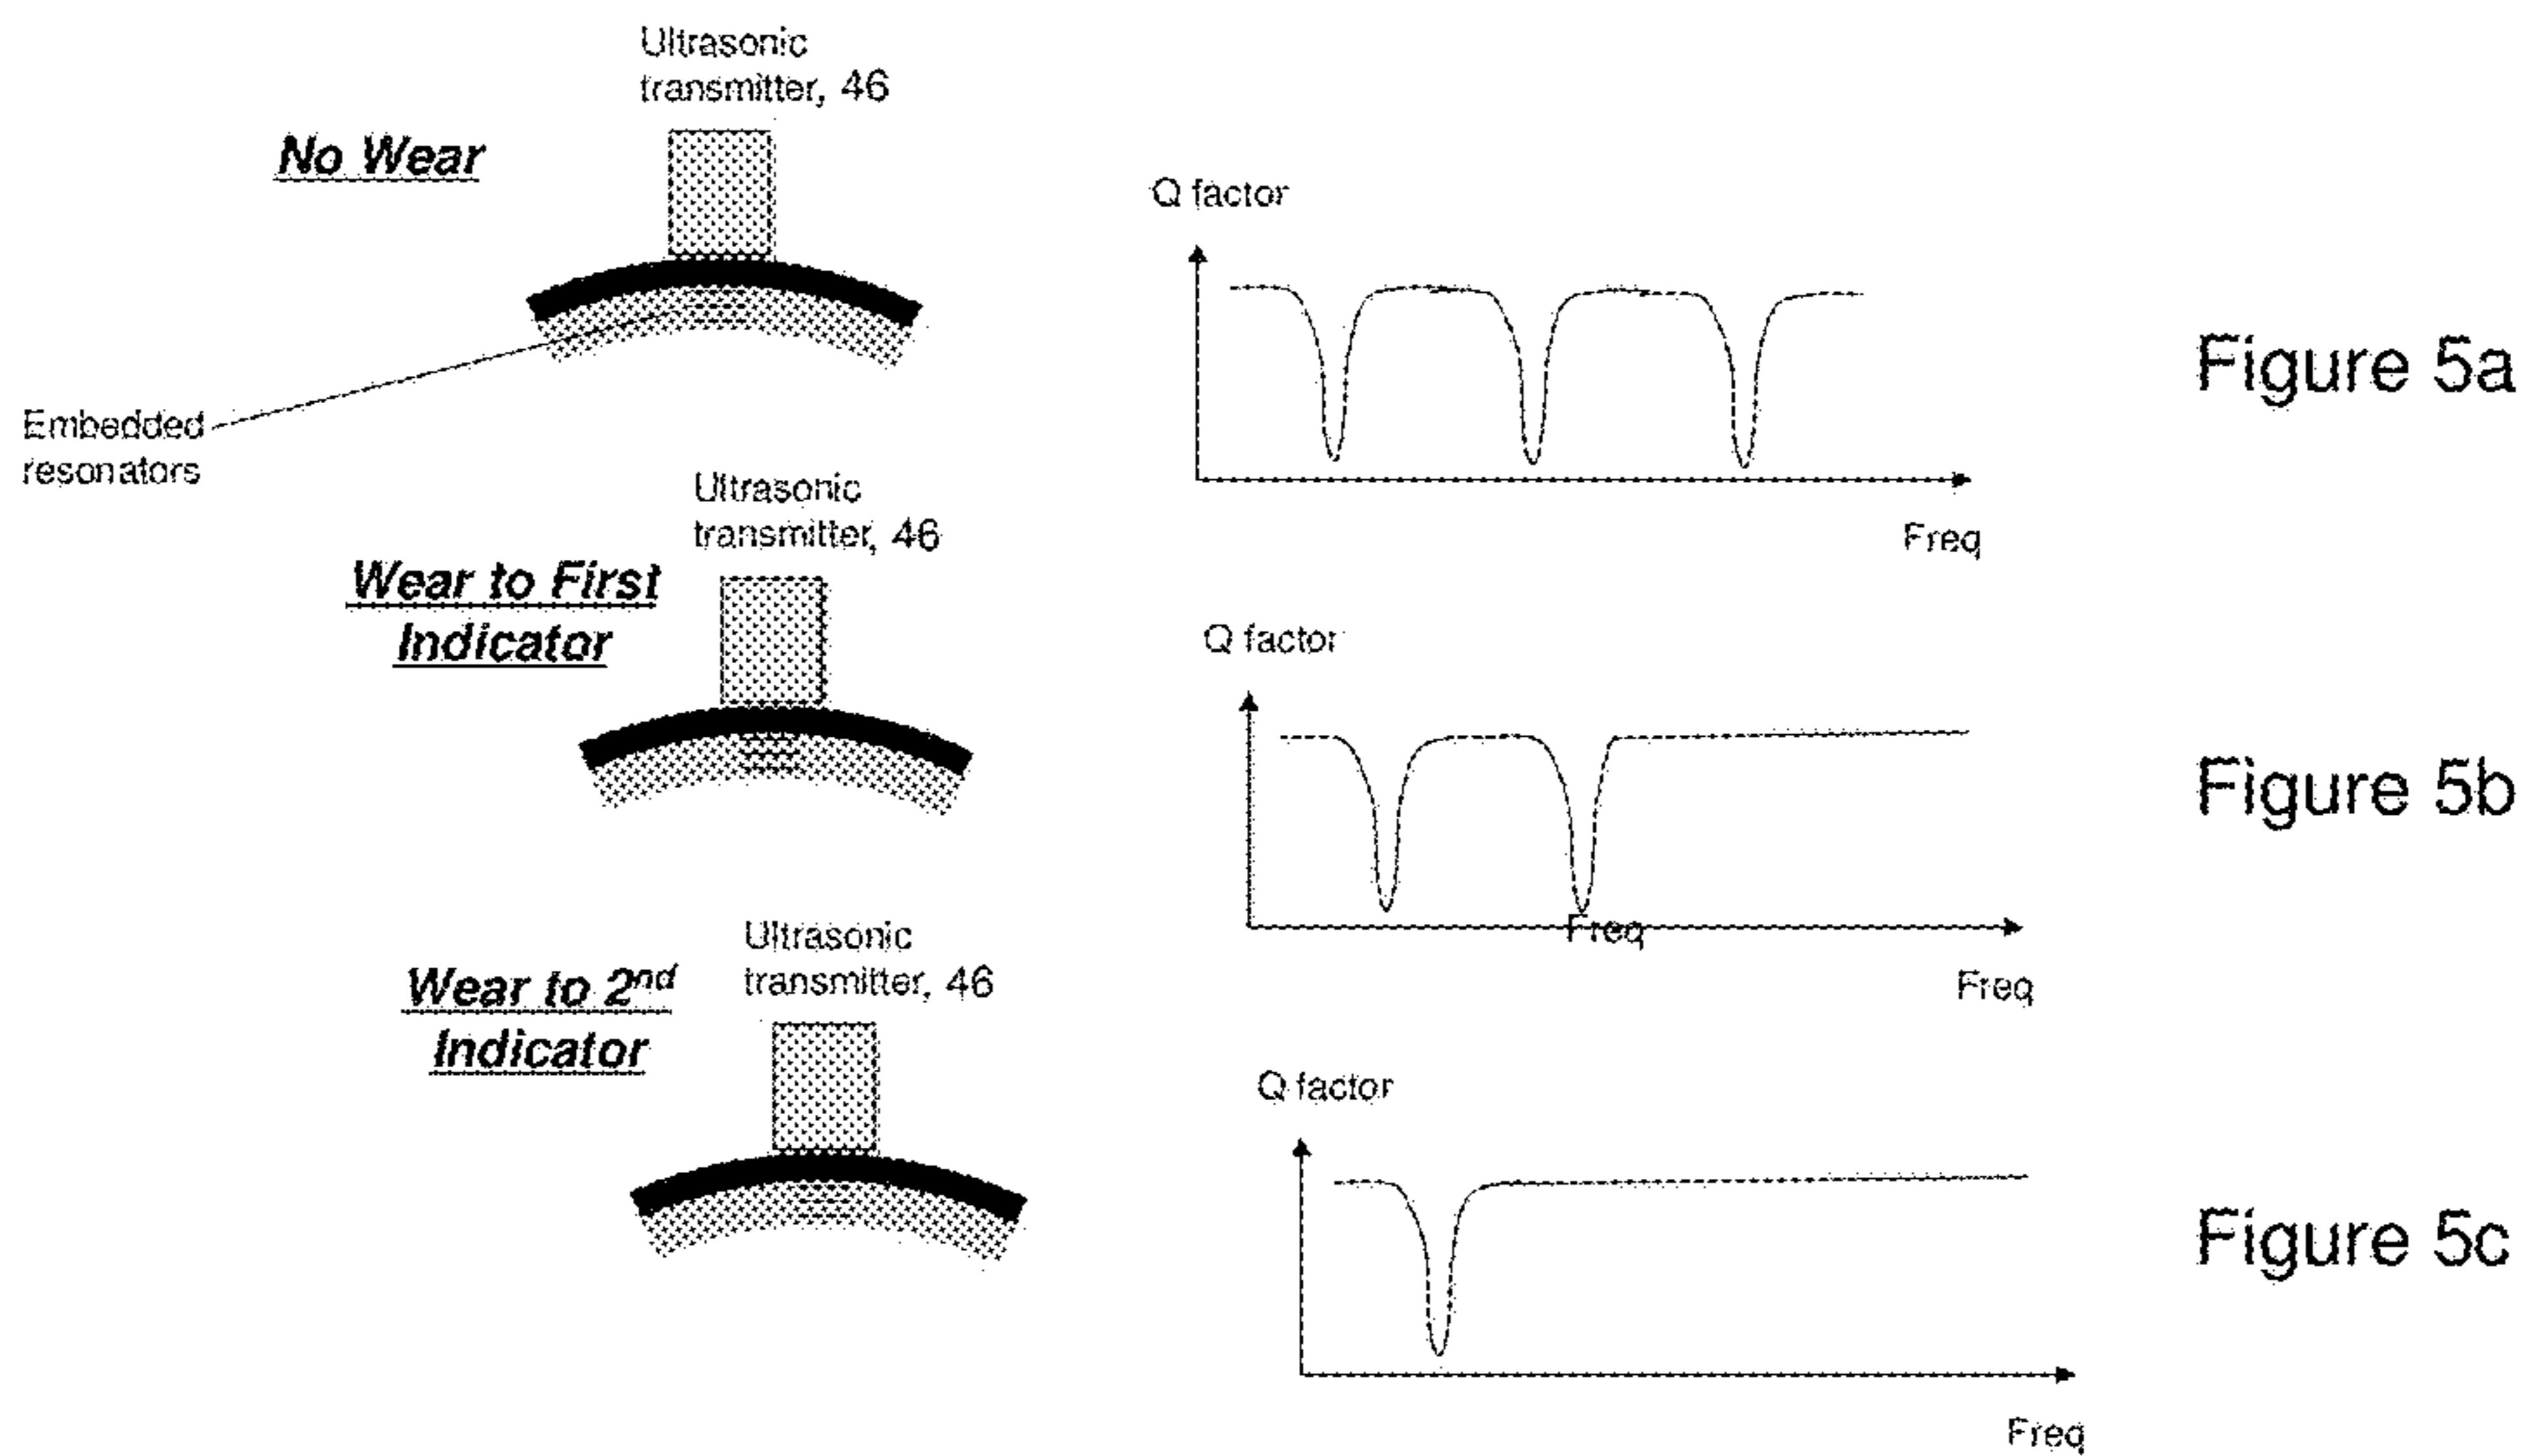 Ultrasonic
transmitter, 46
No Wear
Q factor
Figure 5a
Embedded
resonators
Freq
Ultrasonic
transmitter, 46
Wear to First
Indicator
Q factor
Figure 5b
Freq
Freq
Ultrasonic
transmitter, 46
Wear to 2nd
Indicator
Q factor
Figure 5c
Freq